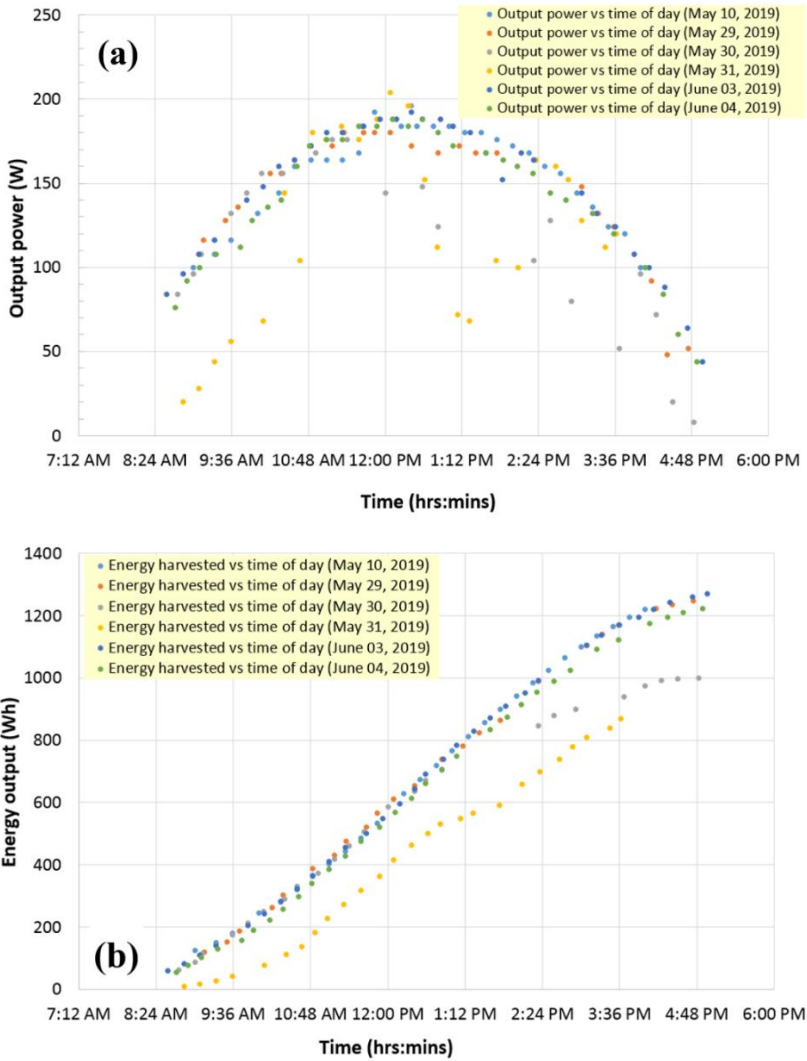 250
(a)
Output power vs time of day (May 10, 2019)
Output power vs time of day (May 29, 2019)
Output power vs time of day (May 30, 2019)
Output power vs time of day (May 31, 2019)
Output power vs time of day (June 03, 2019)
Output power vs time of day (June 04, 2019)
200
150
100
50
0
Output power (W)
7:12 AM 8:24 AM 9:36 AM 10:48 AM 12:00 PM 1:12 PM 2:24 PM 3:36 PM 4:48 PM 6:00 PM
Time (hrs:mins)
1400
Energy harvested vs time of day (May 10, 2019)
Energy harvested vs time of day (May 29, 2019)
Energy harvested vs time of day (May 30, 2019)
Energy harvested vs time of day (May 31, 2019)
Energy harvested vs time of day (June 03, 2019)
Energy harvested vs time of day (June 04, 2019)
1200
1000
800
600
400
200
0
Energy output (Wh)
(b)
7:12 AM 8:24 AM 9:36 AM 10:48 AM 12:00 PM 1:12 PM 2:24 PM 3:36 PM 4:48 PM 6:00 PM
Time (hrs:mins)